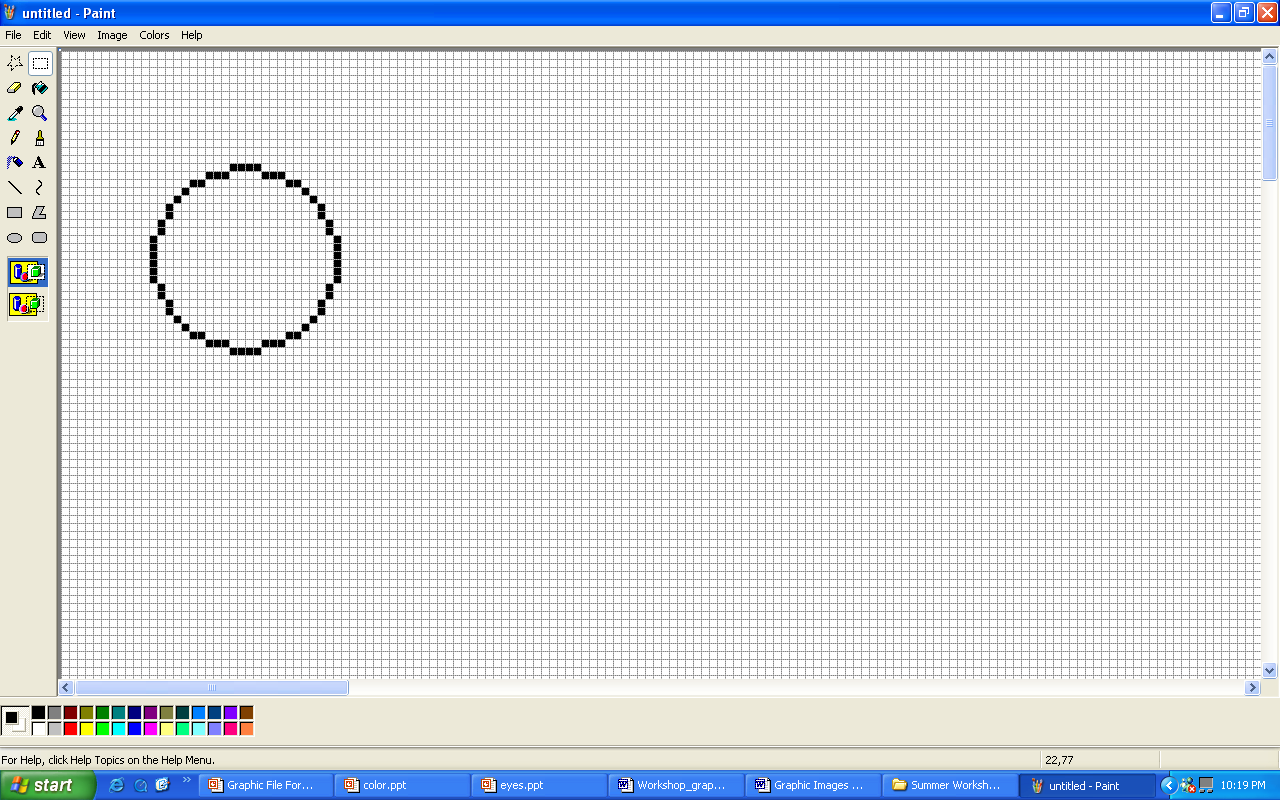 untitled - Paint
File Edit View Image Colors Help
A
For Help, click Help Topics on the Help Menu.
22,77
start
Graphic File For...
color.ppt
eyes.ppt
Workshop_grap...
Graphic Images ...
Summer Worksh...
untitled - Paint
10:19 PM